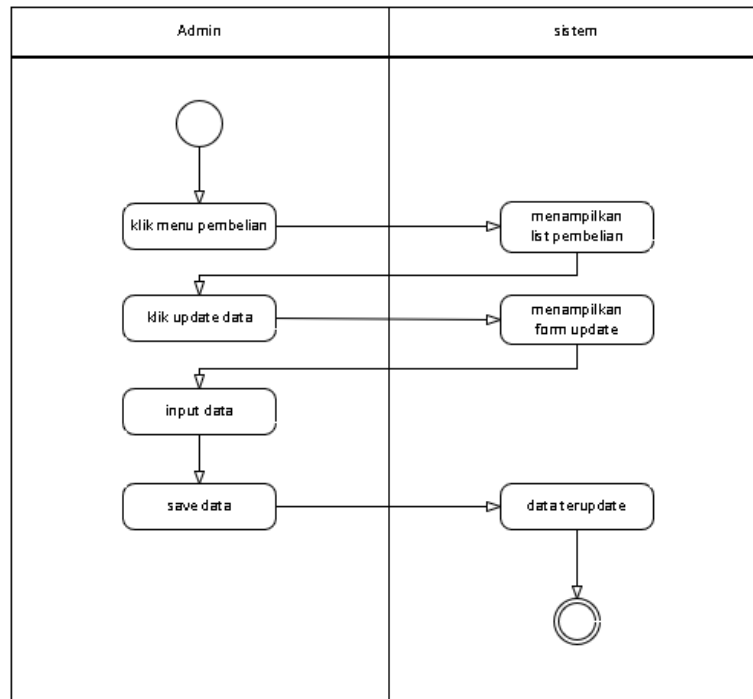 Admin
sistem
klik menu pembelian
menampilkan
list pembelian
klik update data
menampilkan
form update
input data
save data
data terupdate